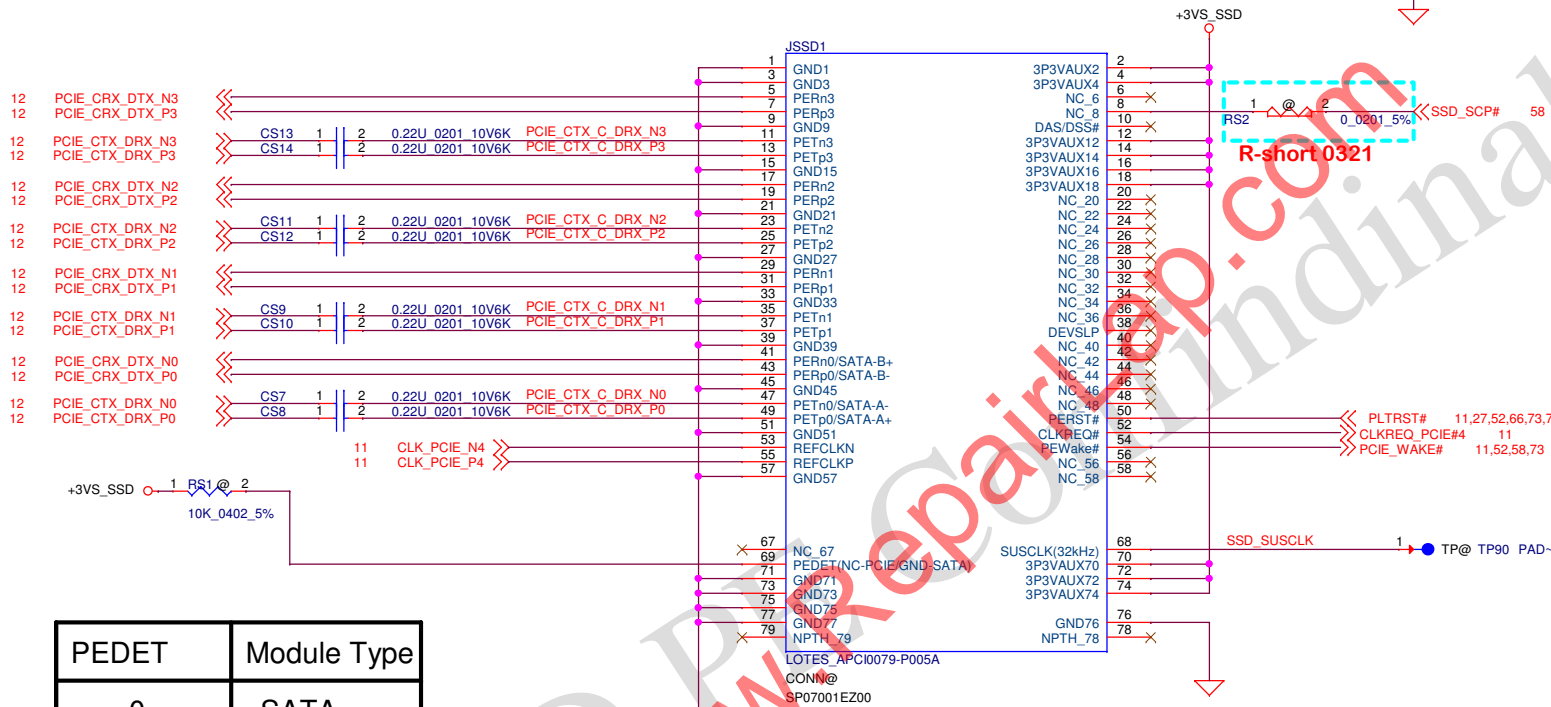 +3VS_SSD
JSSD1
1 GND1
3 GND3
5 PERn3
7 PERp3
9 GND9
11 PETn3
13 PETp3
15 GND15
17 PERn2
19 PERp2
21 GND21
23 PETn2
25 PETp2
27 GND27
29 PERn1
31 PERp1
33 GND33
35 PETn1
37 PETp1
39 GND39
41 PERn0/SATA-B+
43 PERp0/SATA-B-
45 GND45
47 PETn0/SATA-A-
49 PETp0/SATA-A+
51 GND51
53 REFCLKN
55 REFCLKP
57 GND57
67 NC_67
69 PEDET(NC-PCIE/GND-SATA)
71 GND71
73 GND73
75 GND75
77 GND77
79 NPTH_79
3P3VAUX2 2
3P3VAUX4 4
NC_6 6
NC_8 8
DAS/DSS# 10
3P3VAUX12 12
3P3VAUX14 14
3P3VAUX16 16
3P3VAUX18 18
NC_20 20
NC_22 22
NC_24 24
NC_26 26
NC_28 28
NC_30 30
NC_32 32
NC_34 34
NC_36 36
DEVSLP 38
NC_40 40
NC_42 42
NC_44 44
NC_46 46
NC_48 48
PERST# 50
CLKREQ# 52
PEWake# 54
NC_56 56
NC_58 58
SUSCLK(32kHz) 68
3P3VAUX70 70
3P3VAUX72 72
3P3VAUX74 74
GND76 76
NPTH_78 78
LOTES_APCI0079-P005A
CONN@
SP07001EZ00
12 PCIE_CRX_DTX_N3
12 PCIE_CRX_DTX_P3
12 PCIE_CTX_DRX_N3 CS13 1 2 0.22U_0201_10V6K PCIE_CTX_C_DRX_N3
12 PCIE_CTX_DRX_P3 CS14 1 2 0.22U_0201_10V6K PCIE_CTX_C_DRX_P3
12 PCIE_CRX_DTX_N2
12 PCIE_CRX_DTX_P2
12 PCIE_CTX_DRX_N2 CS11 1 2 0.22U_0201_10V6K PCIE_CTX_C_DRX_N2
12 PCIE_CTX_DRX_P2 CS12 1 2 0.22U_0201_10V6K PCIE_CTX_C_DRX_P2
12 PCIE_CRX_DTX_N1
12 PCIE_CRX_DTX_P1
12 PCIE_CTX_DRX_N1 CS9 1 2 0.22U_0201_10V6K PCIE_CTX_C_DRX_N1
12 PCIE_CTX_DRX_P1 CS10 1 2 0.22U_0201_10V6K PCIE_CTX_C_DRX_P1
12 PCIE_CRX_DTX_N0
12 PCIE_CRX_DTX_P0
12 PCIE_CTX_DRX_N0 CS7 1 2 0.22U_0201_10V6K PCIE_CTX_C_DRX_N0
12 PCIE_CTX_DRX_P0 CS8 1 2 0.22U_0201_10V6K PCIE_CTX_C_DRX_P0
11 CLK_PCIE_N4
11 CLK_PCIE_P4
+3VS_SSD 1 RS1 @ 2
10K_0402_5%
1 @ 2
RS2 0_0201_5% SSD_SCP# 58
R-short 0321
PLTRST# 11,27,52,66,73,7
CLKREQ_PCIE#4 11
PCIE_WAKE# 11,52,58,73
SSD_SUSCLK 1 TP@ TP90 PAD~
PEDET Module Type
0 SATA
w.RepairLap.com